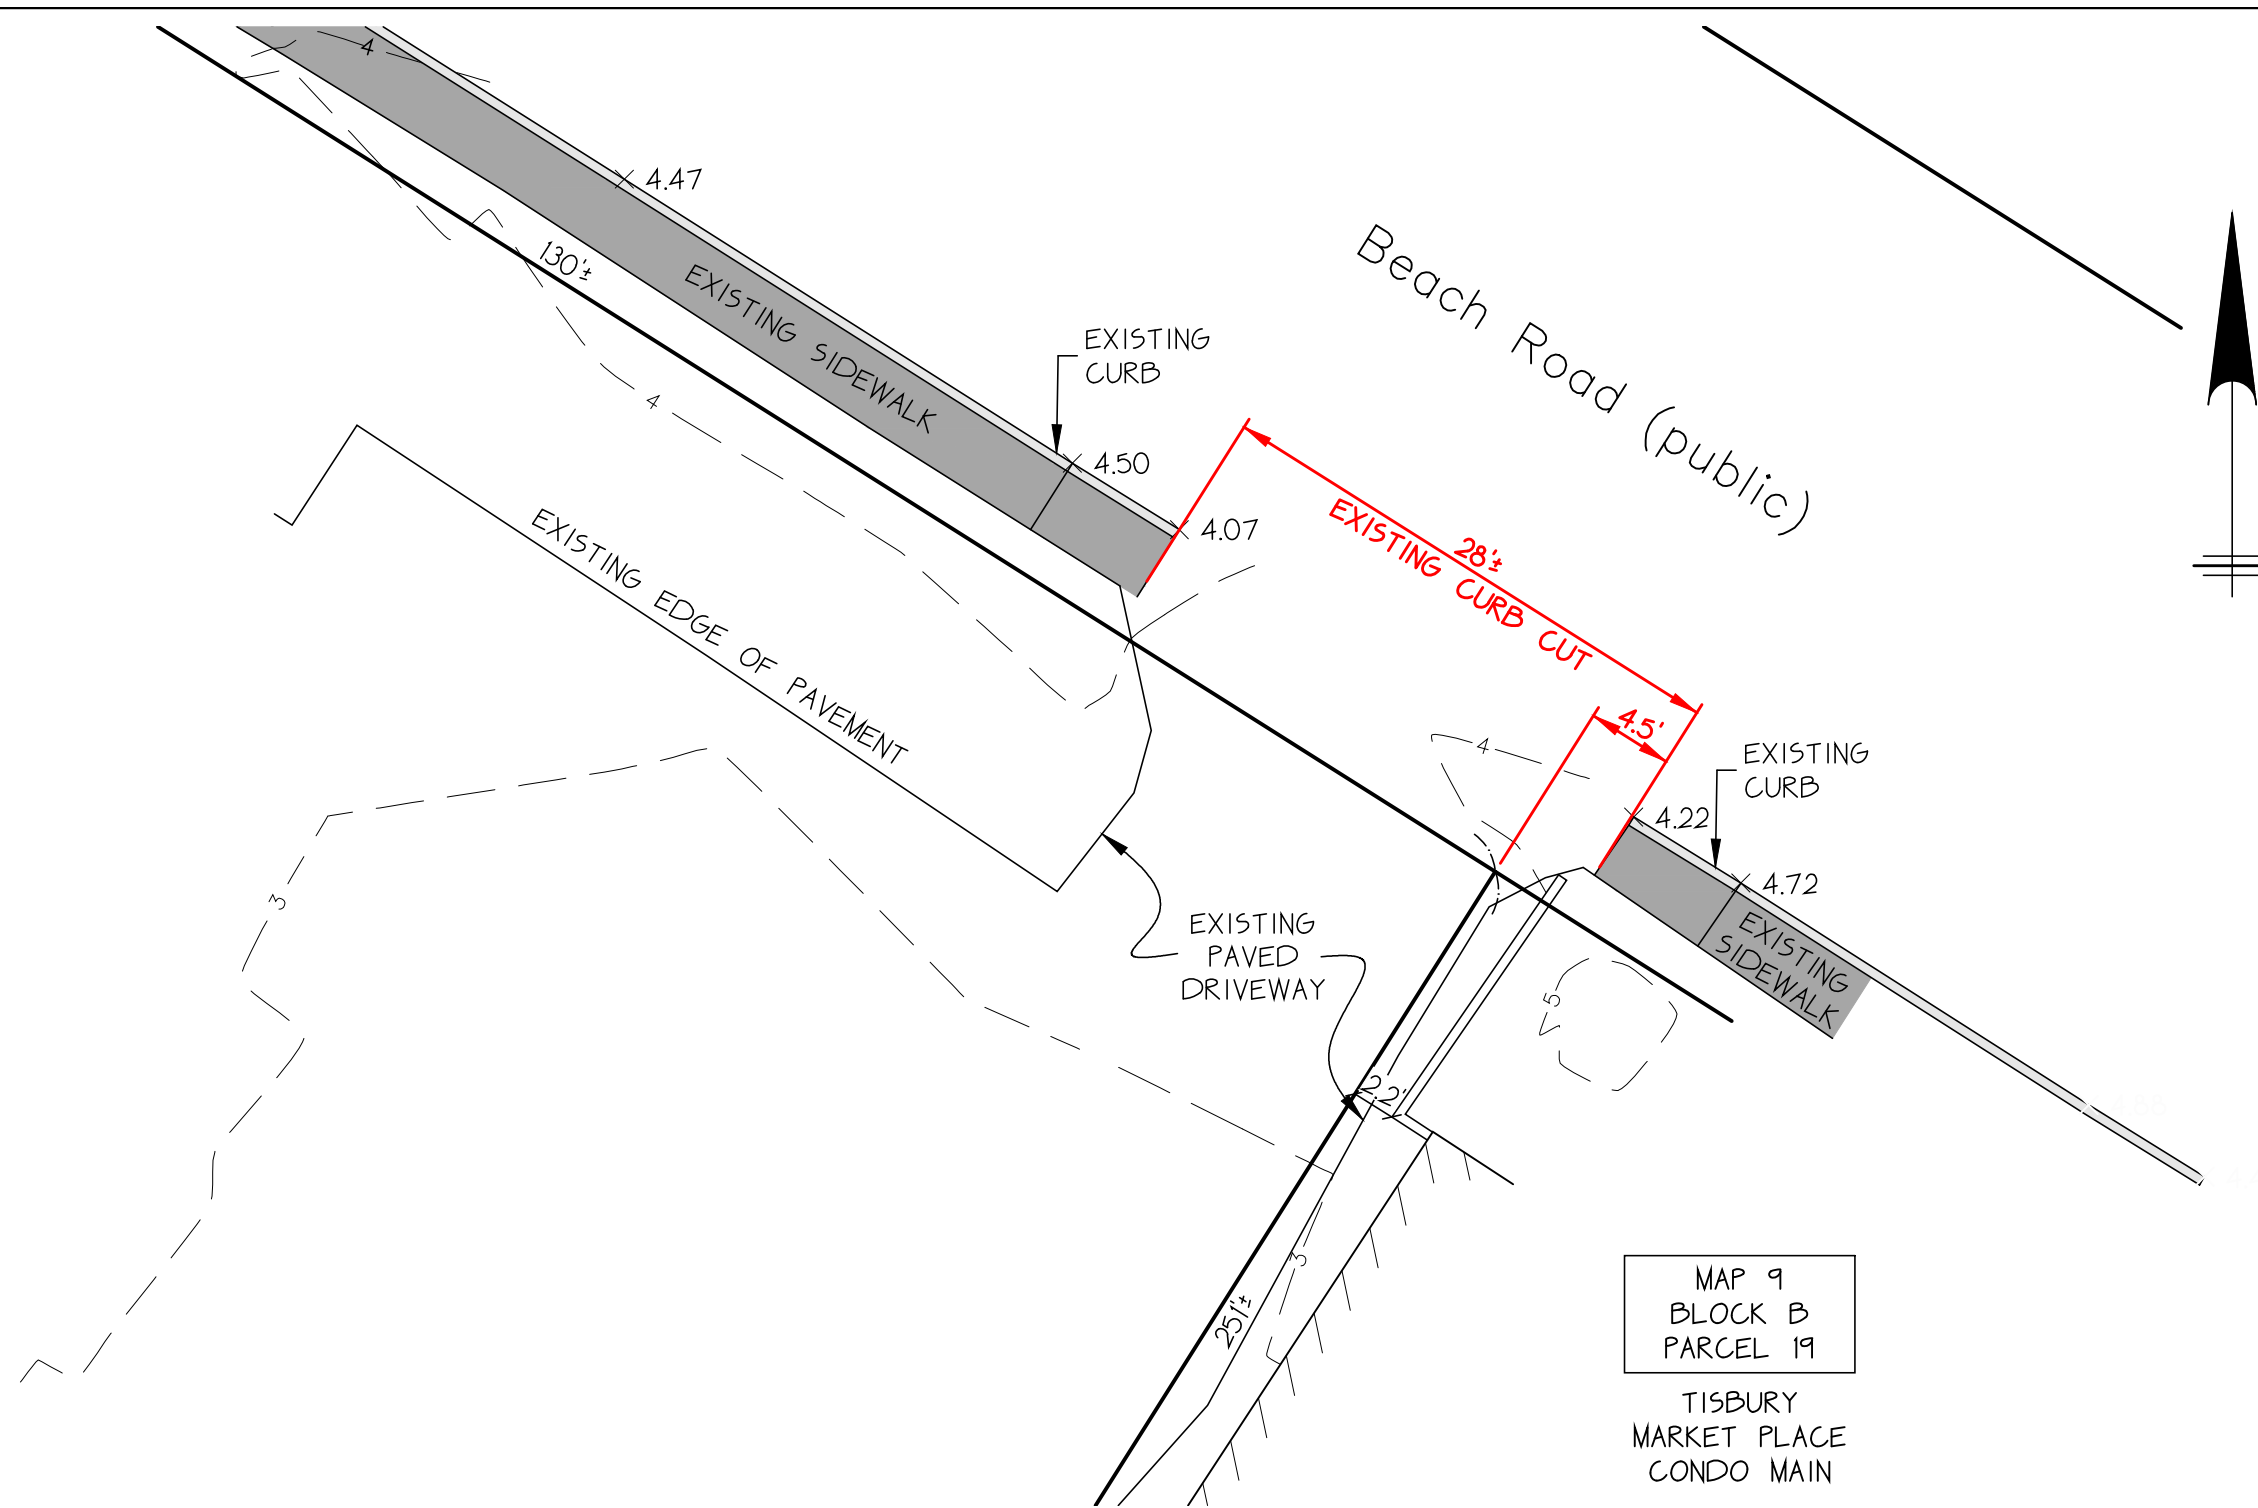 4
4.47
130'±
EXISTING SIDEWALK
Beach Road (public)
EXISTING
CURB
4
4.50
4.07
EXISTING EDGE OF PAVEMENT
28'±
EXISTING CURB CUT
4.5'
4
EXISTING
CURB
4.22
4.72
EXISTING
SIDEWALK
3
EXISTING
PAVED
DRIVEWAY
5
2.2'
3
251'±
MAP 9
BLOCK B
PARCEL 19
TISBURY
MARKET PLACE
CONDO MAIN